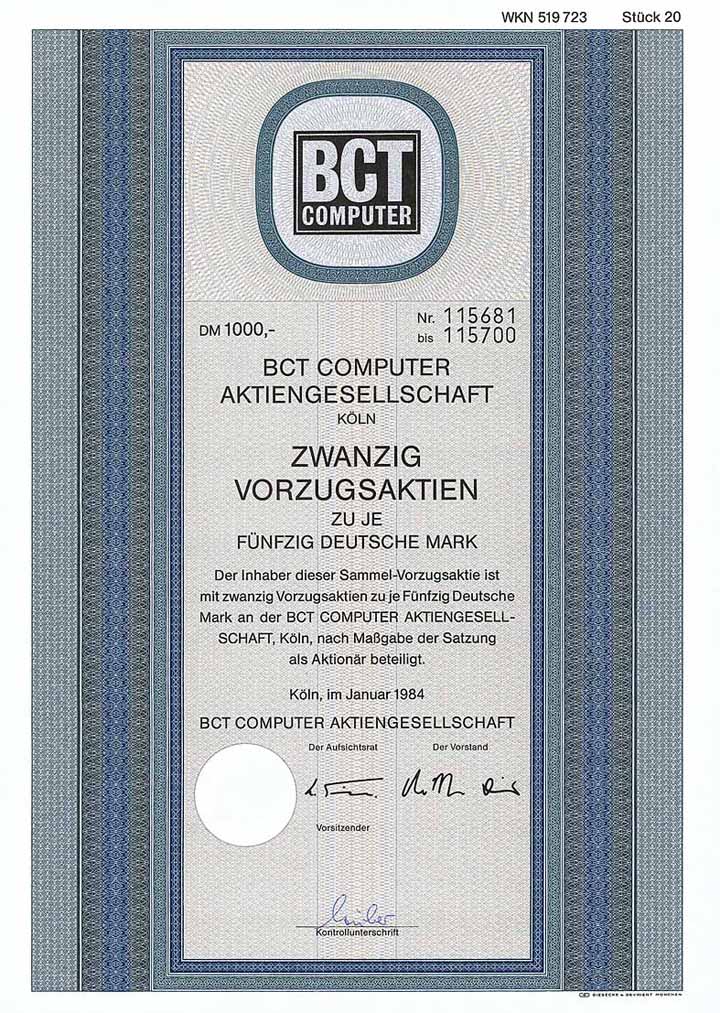 WKN 519 723 Stück 20
BCT
COMPUTER
DM 1000,- Nr. 115681
bis 115700
BCT COMPUTER
AKTIENGESELLSCHAFT
KÖLN
ZWANZIG
VORZUGSAKTIEN
ZU JE
FÜNFZIG DEUTSCHE MARK
Der Inhaber dieser Sammel-Vorzugsaktie ist
mit zwanzig Vorzugsaktien zu je Fünfzig Deutsche
Mark an der BCT COMPUTER AKTIENGESELL-
SCHAFT, Köln, nach Maßgabe der Satzung
als Aktionär beteiligt.
Köln, im Januar 1984
BCT COMPUTER AKTIENGESELLSCHAFT
Der Aufsichtsrat Der Vorstand
Vorsitzender
Kontrollunterschrift
GIESECKE & DEVRIENT MÜNCHEN